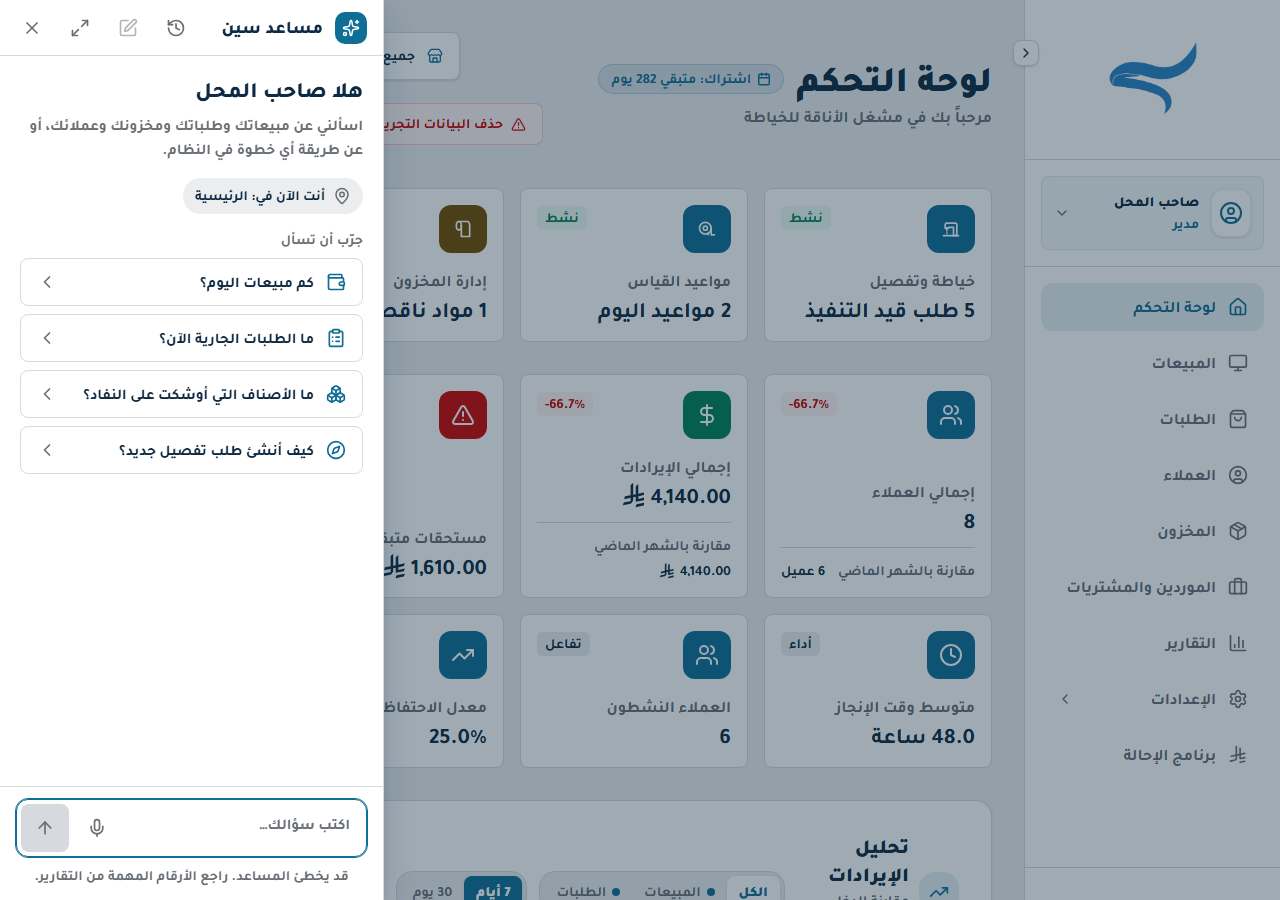 لوحة التحكم
اشتراك: متبقي 282 يوم
مرحباً بك في مشغل الأناقة للخياطة
جميع
حذف البيانات
صاحب المحل
مدير
لوحة التحكم
المبيعات
الطلبات
العملاء
المخزون
الموردين والمشتريات
التقارير
الإعدادات
برنامج الإحالة
نشط
خياطة وتفصيل
5 طلب قيد التنفيذ
نشط
مواعيد القياس
2 مواعيد اليوم
إدارة المخزون
1 مواد
-66.7%
إجمالي العملاء
8
مقارنة بالشهر الماضي
6 عميل
-66.7%
إجمالي الإيرادات
4,140.00
مقارنة بالشهر الماضي
4,140.00
مستحقات
1,610.00
أداء
متوسط وقت الإنجاز
48.0 ساعة
تفاعل
العملاء النشطون
6
معدل الاحتفاظ
25.0%
تحليل
الإيرادات
الكل
المبيعات
الطلبات
7 أيام
30 يوم
مساعد سين
هلا صاحب المحل
اسألني عن مبيعاتك وطلباتك ومخزونك وعملائك، أو
عن طريقة أي خطوة في النظام.
أنت الآن في: الرئيسية
جرّب أن تسأل
كم مبيعات اليوم؟
ما الطلبات الجارية الآن؟
ما الأصناف التي أوشكت على النفاد؟
كيف أنشئ طلب تفصيل جديد؟
اكتب سؤالك...
قد يخطئ المساعد. راجع الأرقام المهمة من التقارير.